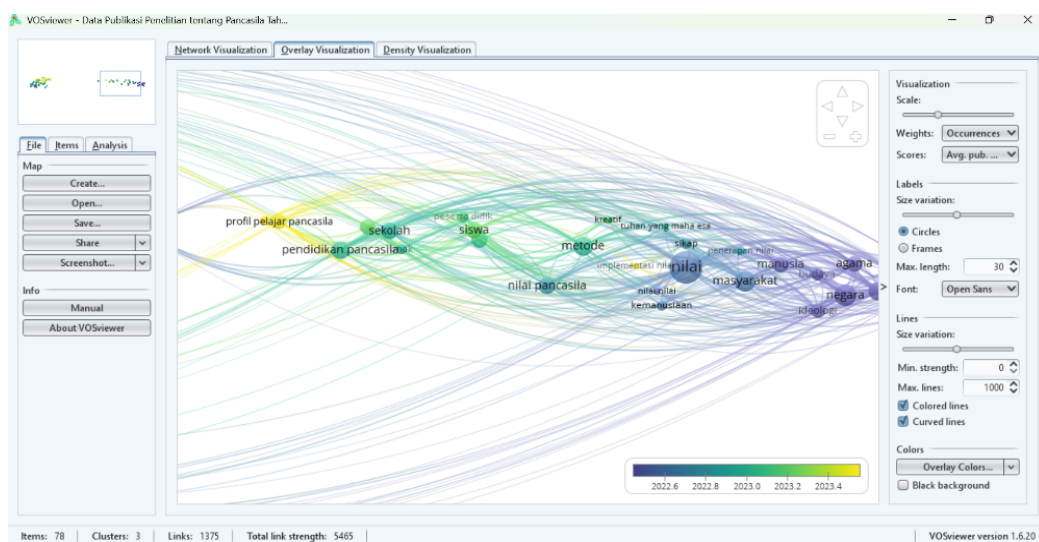 VOSviewer - Data Publikasi Penelitian tentang Pancasila Tah...
Network Visualization
Overlay Visualization
Density Visualization
File
Items
Analysis
Map
Create...
Open...
Save...
Share
Screenshot...
Info
Manual
About VOSviewer
profil pelajar pancasila
sekolah
peserta didik
siswa
pendidikan pancasila
nilai pancasila
metode
kreatif
tuhan yang maha esa
sikap
penerapan nilai
implementasi nilai
nilai
manusia
agama
budaya
masyarakat
nilai nilai
kemanusiaan
negara
ideologi
2022.6 2022.8 2023.0 2023.2 2023.4
Visualization
Scale:
Weights: Occurrences
Scores: Avg. pub. ...
Labels
Size variation:
Circles
Frames
Max. length: 30
Font: Open Sans
Lines
Size variation:
Min. strength: 0
Max. lines: 1000
Colored lines
Curved lines
Colors
Overlay Colors...
Black background
Items: 78 Clusters: 3 Links: 1375 Total link strength: 5465 VOSviewer version 1.6.20